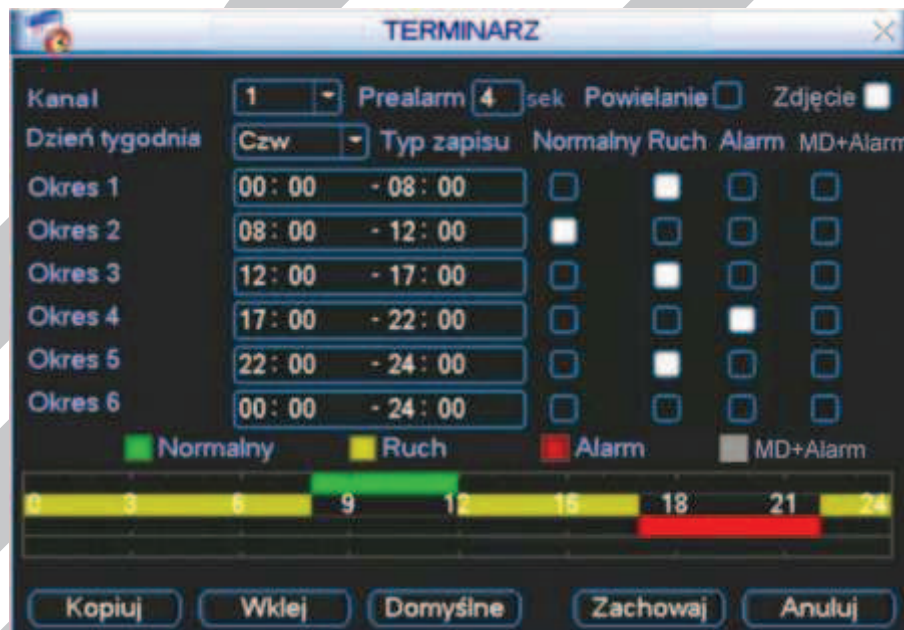 TERMINARZ
Kanał 1 Prealarm 4 sek Powielanie Zdjęcie
Dzień tygodnia Czw Typ zapisu Normalny Ruch Alarm MD+Alarm
Okres 1 00: 00 - 08: 00
Okres 2 08: 00 - 12: 00
Okres 3 12: 00 - 17: 00
Okres 4 17: 00 - 22: 00
Okres 5 22: 00 - 24: 00
Okres 6 00: 00 - 24: 00
Normalny Ruch Alarm MD+Alarm
0 3 6 9 12 15 18 21 24
Kopiuj Wklej Domyślne Zachowaj Anuluj